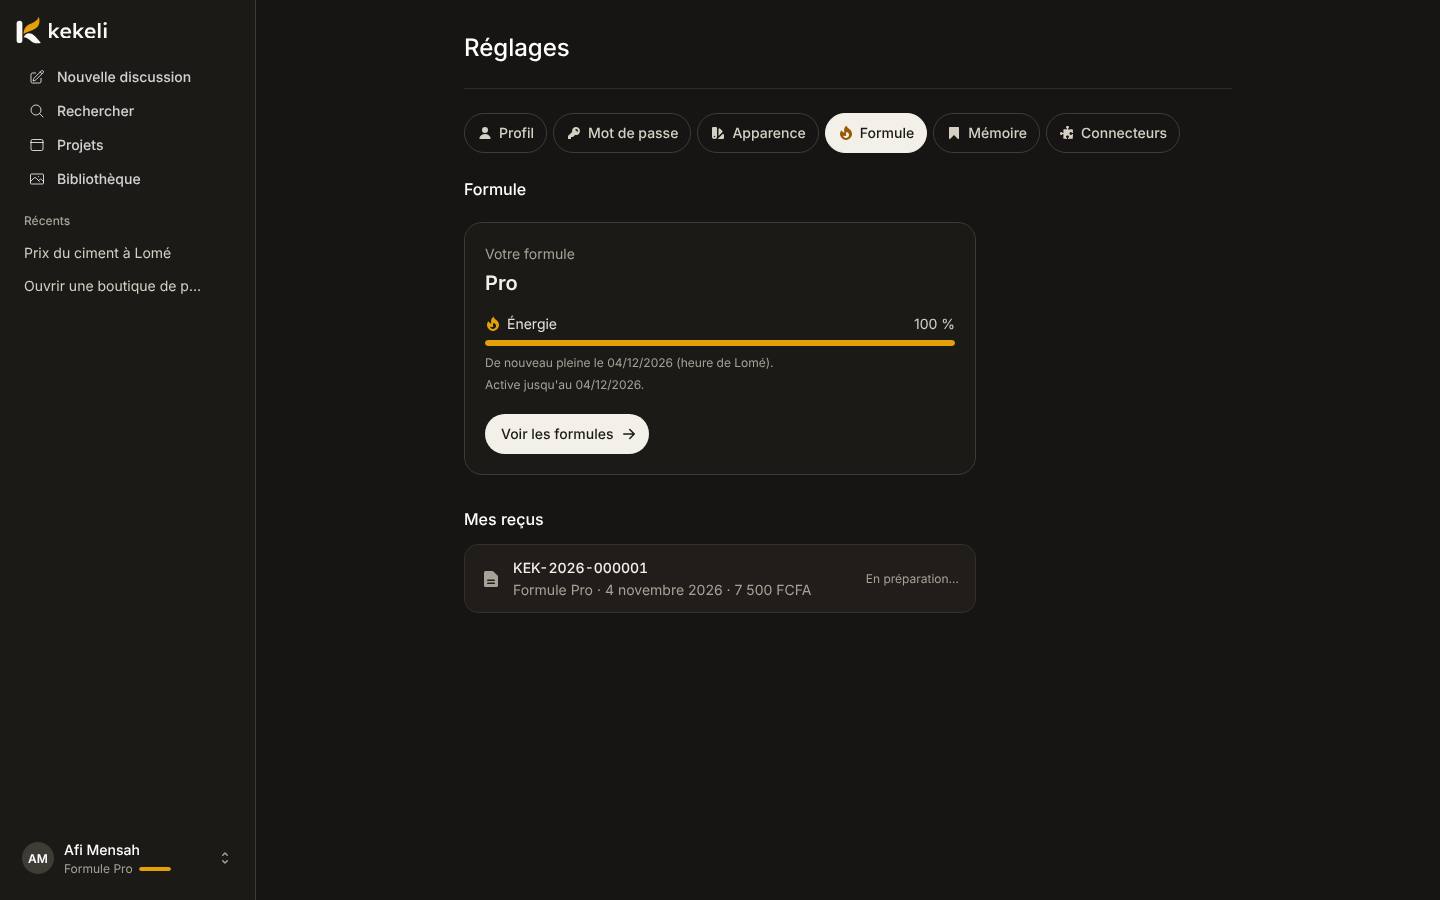 kekeli
Nouvelle discussion
Rechercher
Projets
Bibliothèque
Récents
Prix du ciment à Lomé
Ouvrir une boutique de p...
AM
Afi Mensah
Formule Pro
Réglages
Profil
Mot de passe
Apparence
Formule
Mémoire
Connecteurs
Formule
Votre formule
Pro
Énergie 100 %
De nouveau pleine le 04/12/2026 (heure de Lomé).
Active jusqu'au 04/12/2026.
Voir les formules →
Mes reçus
KEK-2026-000001
Formule Pro · 4 novembre 2026 · 7 500 FCFA
En préparation...